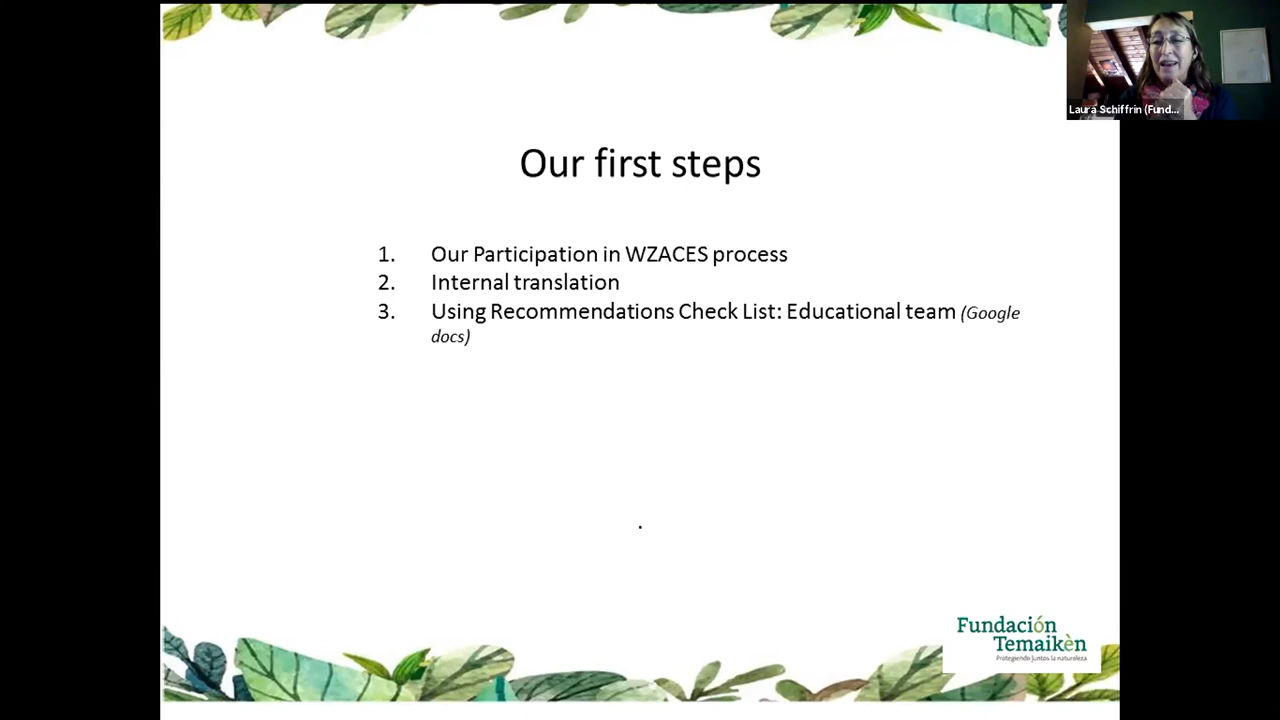 Laura Schiffrin (Fund...
Our first steps
1. Our Participation in WZACES process
2. Internal translation
3. Using Recommendations Check List: Educational team (Google
docs)
.
Fundación
Temaikèn
Protegiendo juntos la naturaleza